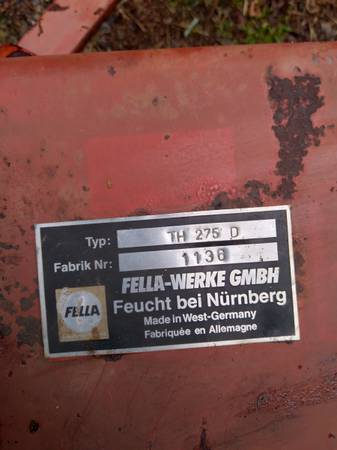 Typ: TH 275 D
Fabrik Nr: 1136
FELLA-WERKE GMBH
FELLA
Feucht bei Nürnberg
Made in West-Germany
Fabriquée en Allemagne